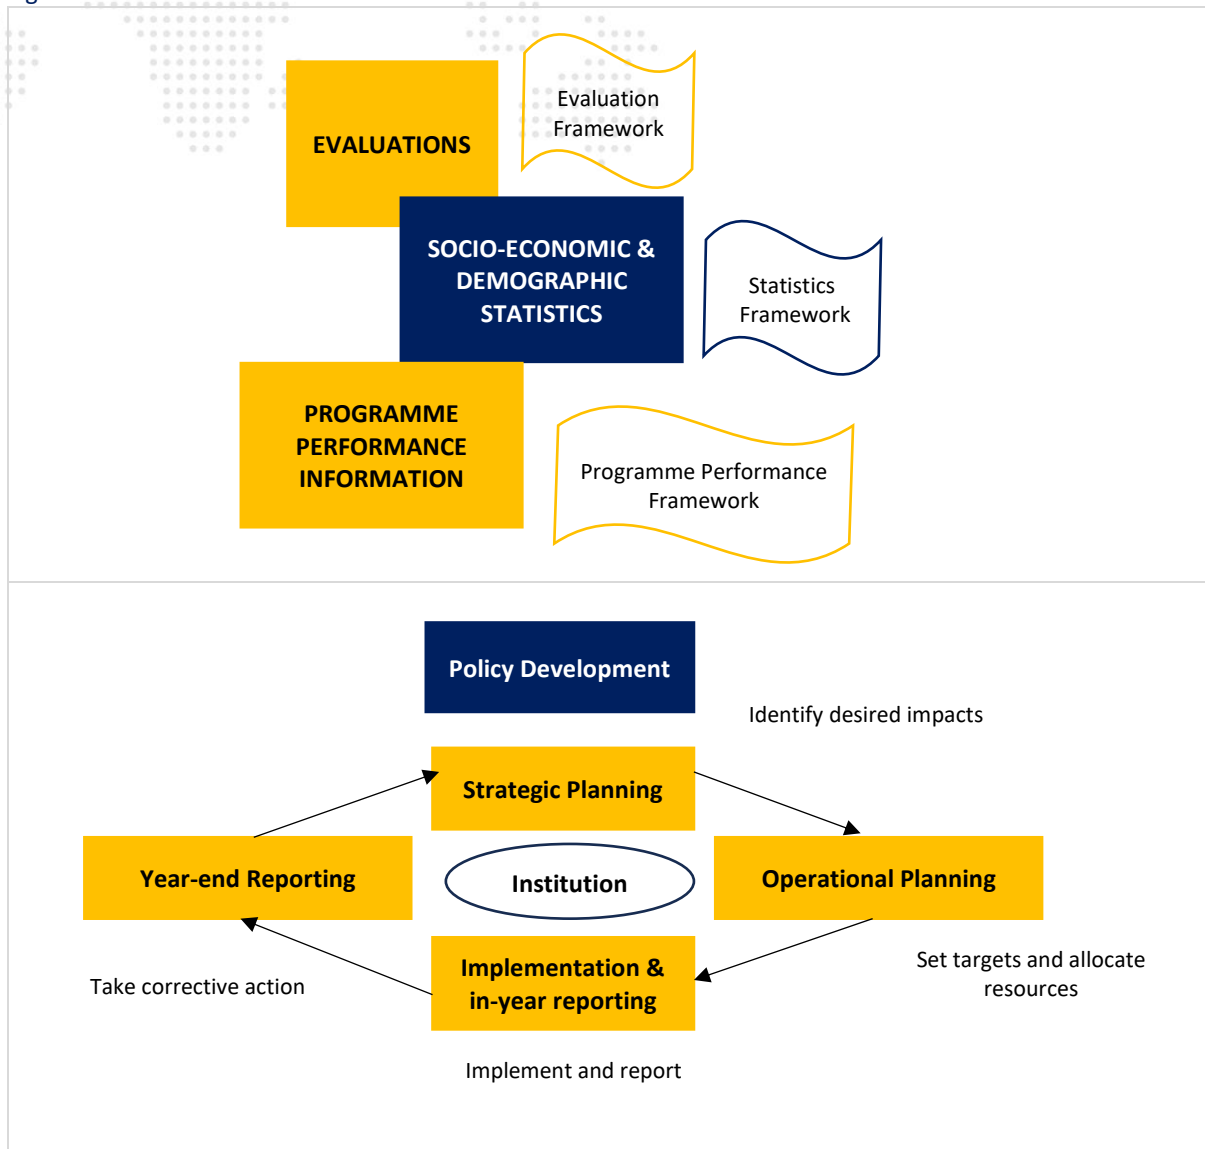 EVALUATIONS
Evaluation
Framework
SOCIO-ECONOMIC &
DEMOGRAPHIC
STATISTICS
Statistics
Framework
PROGRAMME
PERFORMANCE
INFORMATION
Programme Performance
Framework
Policy Development
Identify desired impacts
Strategic Planning
Year-end Reporting
Institution
Operational Planning
Implementation &
in-year reporting
Set targets and allocate
resources
Take corrective action
Implement and report